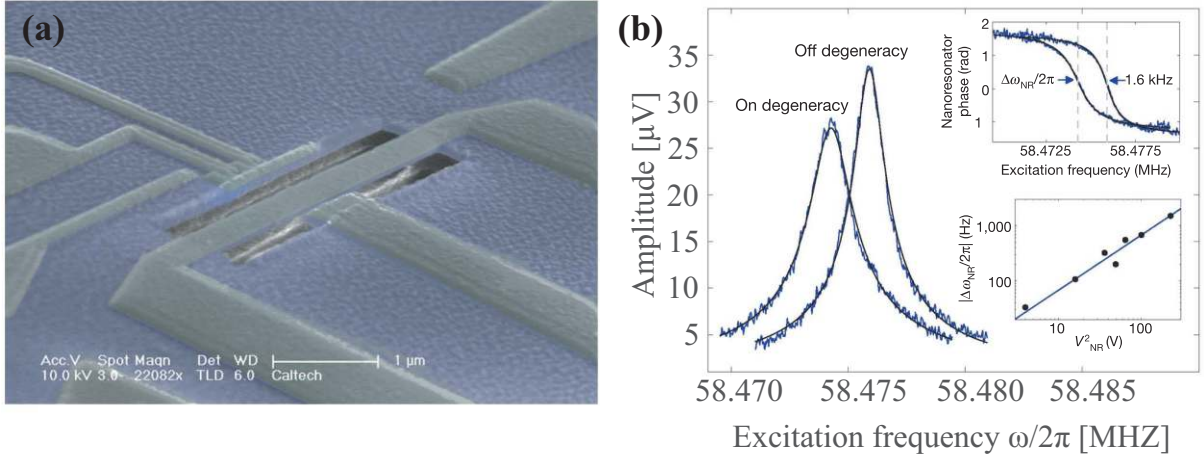 (a)
Acc.V Spot Magn Det WD 1 μm
10.0 kV 3.0 22082x TLD 6.0 Caltech
(b)
35
30
25
20
15
10
5
Amplitude [μV]
Off degeneracy
On degeneracy
58.470 58.475 58.480 58.485
Excitation frequency ω/2π [MHZ]
2
1
0
1
Nanoresonator
phase (rad)
Δω_NR/2π
1.6 kHz
58.4725 58.4775
Excitation frequency (MHz)
1,000
100
|Δω_NR/2π| (Hz)
10 100
V²_NR (V)